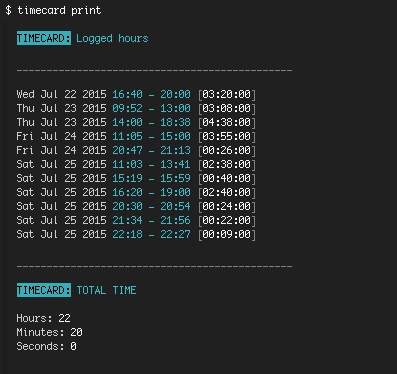 $ timecard print
TIMECARD: Logged hours
----------------------------------------------
Wed Jul 22 2015 16:40 - 20:00 [03:20:00]
Thu Jul 23 2015 09:52 - 13:00 [03:08:00]
Thu Jul 23 2015 14:00 - 18:38 [04:38:00]
Fri Jul 24 2015 11:05 - 15:00 [03:55:00]
Fri Jul 24 2015 20:47 - 21:13 [00:26:00]
Sat Jul 25 2015 11:03 - 13:41 [02:38:00]
Sat Jul 25 2015 15:19 - 15:59 [00:40:00]
Sat Jul 25 2015 16:20 - 19:00 [02:40:00]
Sat Jul 25 2015 20:30 - 20:54 [00:24:00]
Sat Jul 25 2015 21:34 - 21:56 [00:22:00]
Sat Jul 25 2015 22:18 - 22:27 [00:09:00]
----------------------------------------------
TIMECARD: TOTAL TIME
Hours: 22
Minutes: 20
Seconds: 0